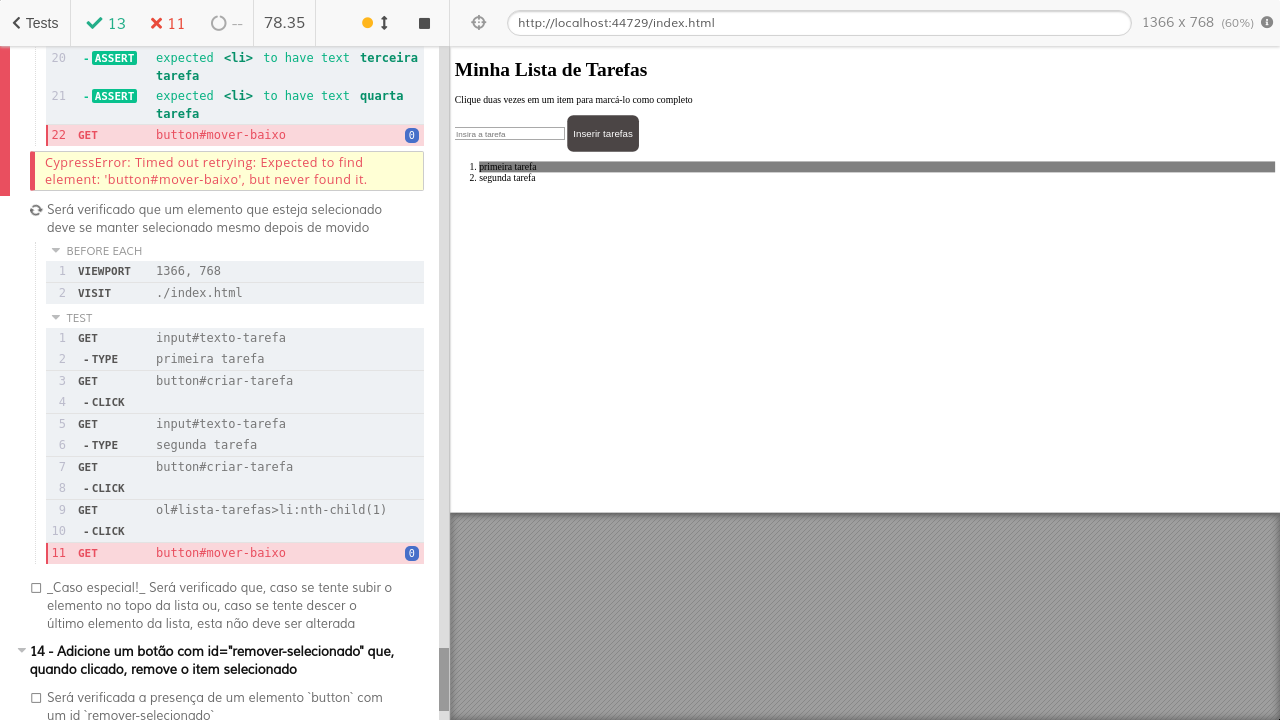 Tests
13
11
--
78.35
http://localhost:44729/index.html
1366 x 768 (60%)
20 - ASSERT expected <li> to have text terceira
tarefa
21 - ASSERT expected <li> to have text quarta
tarefa
22 GET button#mover-baixo 0
CypressError: Timed out retrying: Expected to find
element: 'button#mover-baixo', but never found it.
Será verificado que um elemento que esteja selecionado
deve se manter selecionado mesmo depois de movido
BEFORE EACH
1 VIEWPORT 1366, 768
2 VISIT ./index.html
TEST
1 GET input#texto-tarefa
2 - TYPE primeira tarefa
3 GET button#criar-tarefa
4 - CLICK
5 GET input#texto-tarefa
6 - TYPE segunda tarefa
7 GET button#criar-tarefa
8 - CLICK
9 GET ol#lista-tarefas>li:nth-child(1)
10 - CLICK
11 GET button#mover-baixo 0
_Caso especial!_ Será verificado que, caso se tente subir o
elemento no topo da lista ou, caso se tente descer o
último elemento da lista, esta não deve ser alterada
14 - Adicione um botão com id="remover-selecionado" que,
quando clicado, remove o item selecionado
Será verificada a presença de um elemento `button` com
um id `remover-selecionado`
Minha Lista de Tarefas
Clique duas vezes em um item para marcá-lo como completo
Insira a tarefa
Inserir tarefas
1. primeira tarefa
2. segunda tarefa